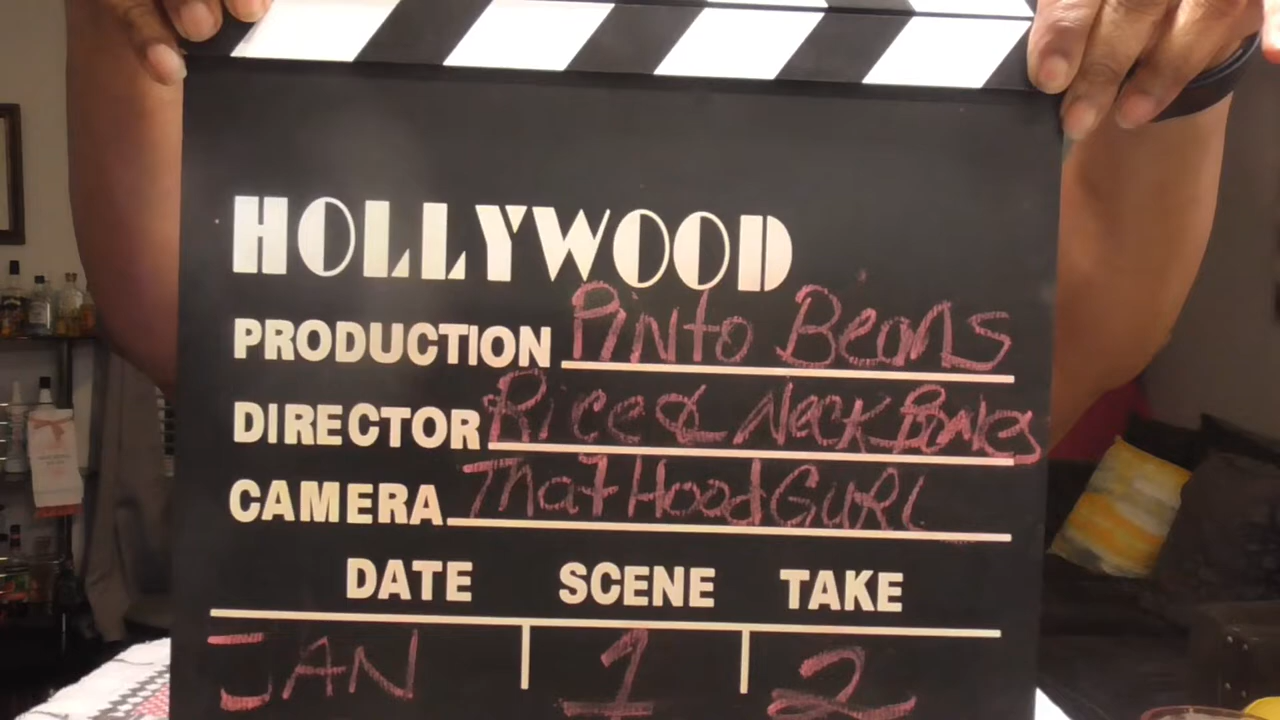 HOLLYWOOD
PRODUCTION Pinto Beans
DIRECTOR Rice & Neck Bones
CAMERA ThatHoodGuRl
DATE SCENE TAKE
JAN 1 2